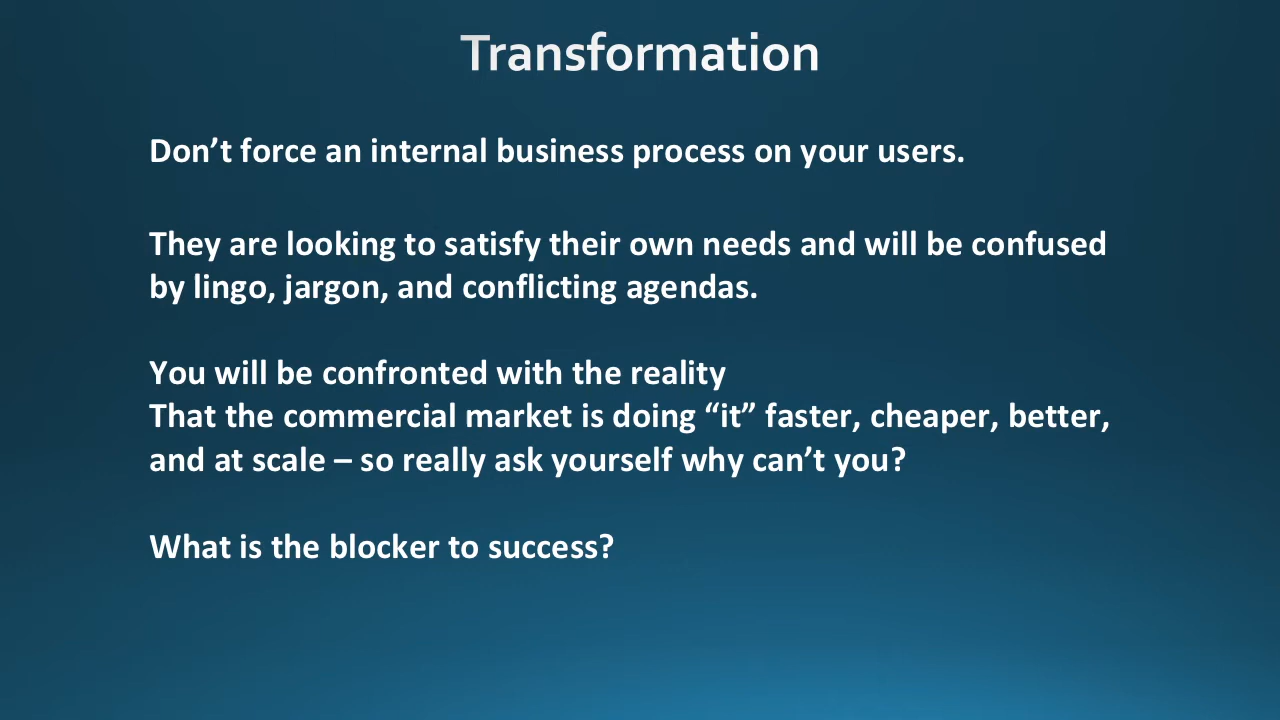 Transformation
Don’t force an internal business process on your users.
They are looking to satisfy their own needs and will be confused
by lingo, jargon, and conflicting agendas.
You will be confronted with the reality
That the commercial market is doing “it” faster, cheaper, better,
and at scale – so really ask yourself why can’t you?
What is the blocker to success?